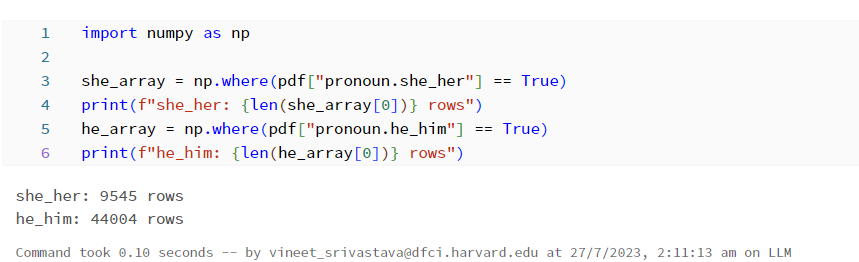 1 import numpy as np
2
3 she_array = np.where(pdf["pronoun.she_her"] == True)
4 print(f"she_her: {len(she_array[0])} rows")
5 he_array = np.where(pdf["pronoun.he_him"] == True)
6 print(f"he_him: {len(he_array[0])} rows")
she_her: 9545 rows
he_him: 44004 rows
Command took 0.10 seconds -- by vineet_srivastava@dfci.harvard.edu at 27/7/2023, 2:11:13 am on LLM